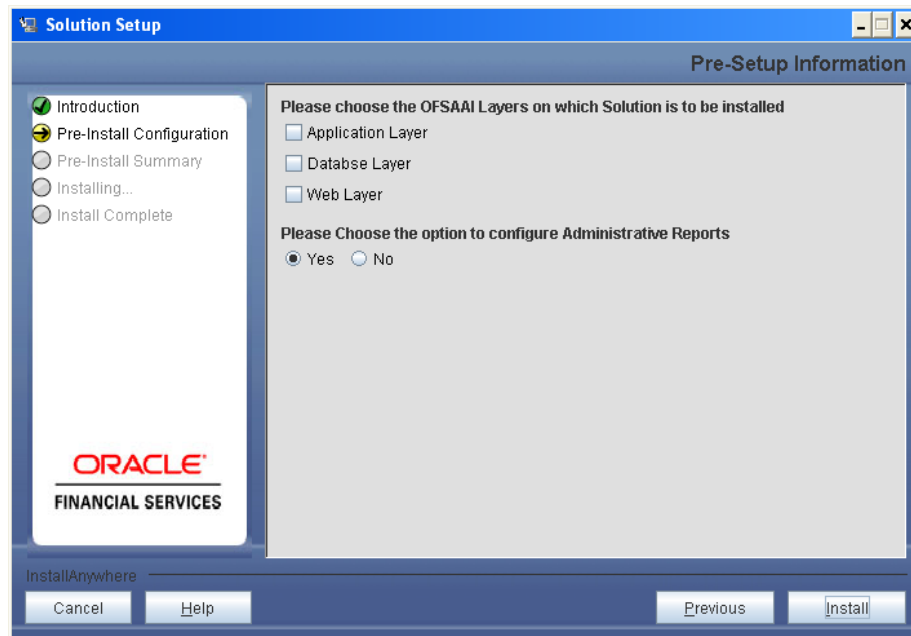 Solution Setup
Pre-Setup Information
Introduction
Pre-Install Configuration
Pre-Install Summary
Installing...
Install Complete
Please choose the OFSAAI Layers on which Solution is to be installed
Application Layer
Databse Layer
Web Layer
Please Choose the option to configure Administrative Reports
Yes No
ORACLE
FINANCIAL SERVICES
InstallAnywhere
Cancel Help Previous Install